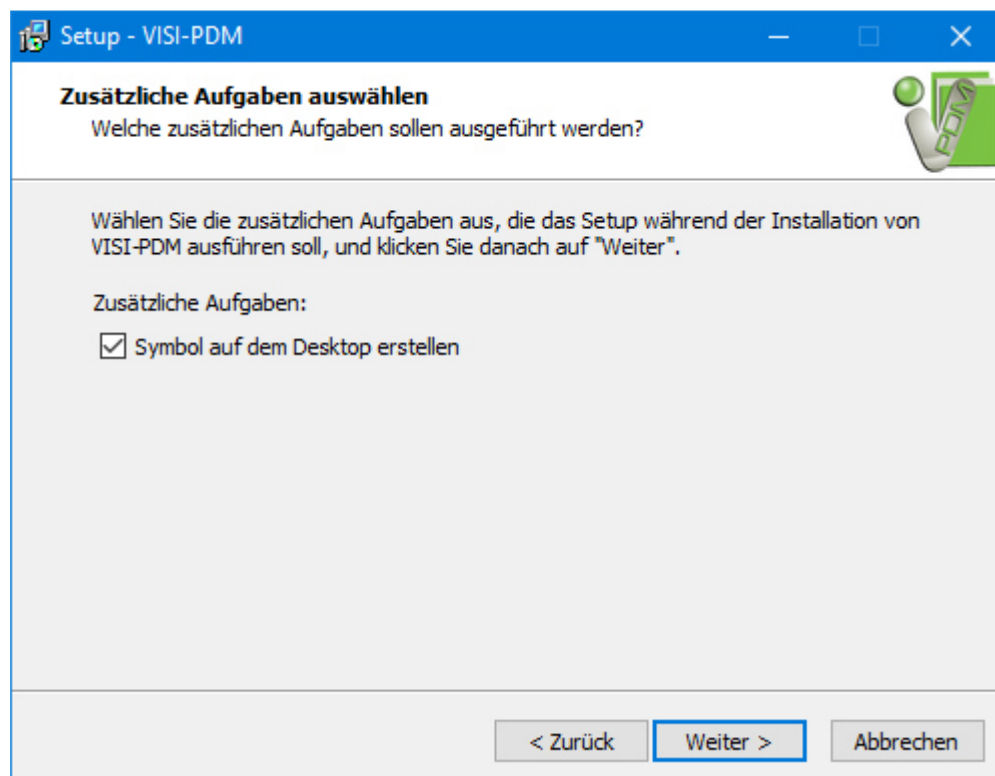 Setup - VISI-PDM
Zusätzliche Aufgaben auswählen
Welche zusätzlichen Aufgaben sollen ausgeführt werden?
PDM
Wählen Sie die zusätzlichen Aufgaben aus, die das Setup während der Installation von
VISI-PDM ausführen soll, und klicken Sie danach auf "Weiter".
Zusätzliche Aufgaben:
Symbol auf dem Desktop erstellen
< Zurück
Weiter >
Abbrechen